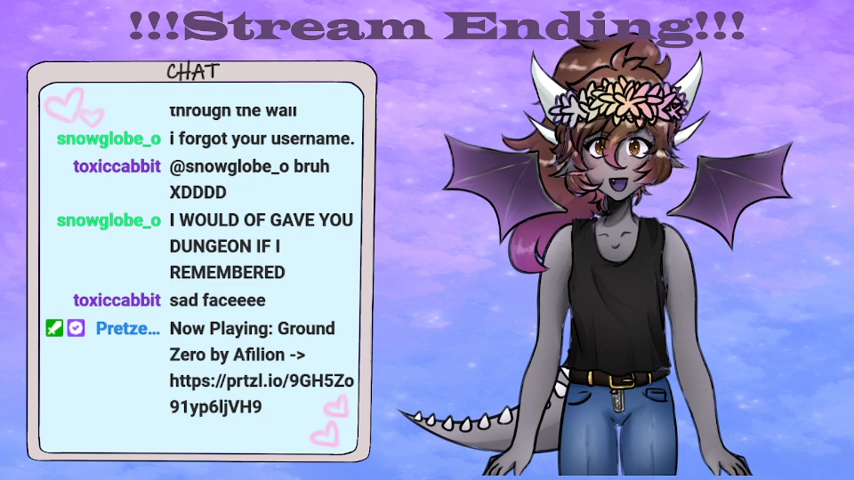 !!!Stream Ending!!!
CHAT
through the wall
snowglobe_o i forgot your username.
toxiccabbit @snowglobe_o bruh
XDDDD
snowglobe_o I WOULD OF GAVE YOU
DUNGEON IF I
REMEMBERED
toxiccabbit sad faceeee
Pretze... Now Playing: Ground
Zero by Afilion ->
https://prtzl.io/9GH5Zo
91yp6ljVH9